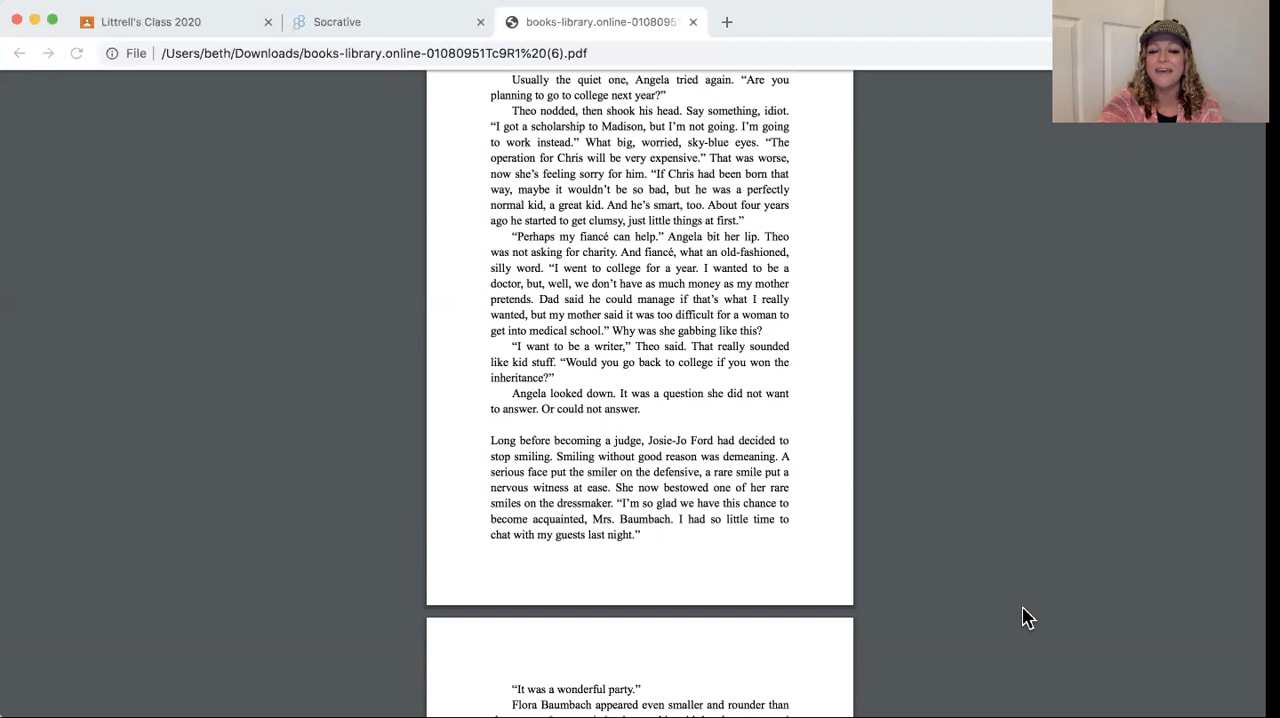 Littrell's Class 2020
Socrative
books-library.online-01080951
File
/Users/beth/Downloads/books-library.online-01080951Tc9R1%20(6).pdf
Usually the quiet one, Angela tried again. “Are you
planning to go to college next year?”
Theo nodded, then shook his head. Say something, idiot.
“I got a scholarship to Madison, but I’m not going. I’m going
to work instead.” What big, worried, sky-blue eyes. “The
operation for Chris will be very expensive.” That was worse,
now she’s feeling sorry for him. “If Chris had been born that
way, maybe it wouldn’t be so bad, but he was a perfectly
normal kid, a great kid. And he’s smart, too. About four years
ago he started to get clumsy, just little things at first.”
“Perhaps my fiancé can help.” Angela bit her lip. Theo
was not asking for charity. And fiancé, what an old-fashioned,
silly word. “I went to college for a year. I wanted to be a
doctor, but, well, we don’t have as much money as my mother
pretends. Dad said he could manage if that’s what I really
wanted, but my mother said it was too difficult for a woman to
get into medical school.” Why was she gabbing like this?
“I want to be a writer,” Theo said. That really sounded
like kid stuff. “Would you go back to college if you won the
inheritance?”
Angela looked down. It was a question she did not want
to answer. Or could not answer.
Long before becoming a judge, Josie-Jo Ford had decided to
stop smiling. Smiling without good reason was demeaning. A
serious face put the smiler on the defensive, a rare smile put a
nervous witness at ease. She now bestowed one of her rare
smiles on the dressmaker. “I’m so glad we have this chance to
become acquainted, Mrs. Baumbach. I had so little time to
chat with my guests last night.”
“It was a wonderful party.”
Flora Baumbach appeared even smaller and rounder than